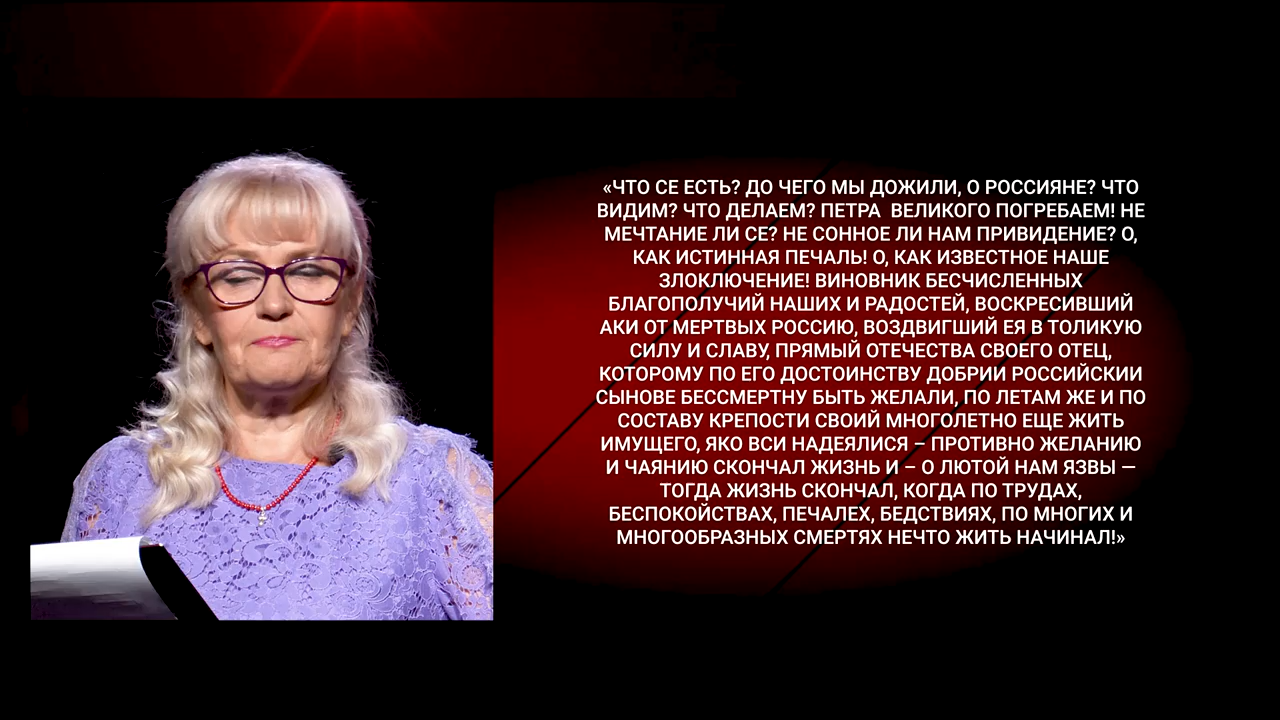 «ЧТО СЕ ЕСТЬ? ДО ЧЕГО МЫ ДОЖИЛИ, О РОССИЯНЕ? ЧТО
ВИДИМ? ЧТО ДЕЛАЕМ? ПЕТРА ВЕЛИКОГО ПОГРЕБАЕМ! НЕ
МЕЧТАНИЕ ЛИ СЕ? НЕ СОННОЕ ЛИ НАМ ПРИВИДЕНИЕ? О,
КАК ИСТИННАЯ ПЕЧАЛЬ! О, КАК ИЗВЕСТНОЕ НАШЕ
ЗЛОКЛЮЧЕНИЕ! ВИНОВНИК БЕСЧИСЛЕННЫХ
БЛАГОПОЛУЧИЙ НАШИХ И РАДОСТЕЙ, ВОСКРЕСИВШИЙ
АКИ ОТ МЕРТВЫХ РОССИЮ, ВОЗДВИГШИЙ ЕЯ В ТОЛИКУЮ
СИЛУ И СЛАВУ, ПРЯМЫЙ ОТЕЧЕСТВА СВОЕГО ОТЕЦ,
КОТОРОМУ ПО ЕГО ДОСТОИНСТВУ ДОБРИИ РОССИЙСКИИ
СЫНОВЕ БЕССМЕРТНУ БЫТЬ ЖЕЛАЛИ, ПО ЛЕТАМ ЖЕ И ПО
СОСТАВУ КРЕПОСТИ СВОИЙ МНОГОЛЕТНО ЕЩЕ ЖИТЬ
ИМУЩЕГО, ЯКО ВСИ НАДЕЯЛИСЯ – ПРОТИВНО ЖЕЛАНИЮ
И ЧАЯНИЮ СКОНЧАЛ ЖИЗНЬ И – О ЛЮТОЙ НАМ ЯЗВЫ —
ТОГДА ЖИЗНЬ СКОНЧАЛ, КОГДА ПО ТРУДАХ,
БЕСПОКОЙСТВАХ, ПЕЧАЛЕХ, БЕДСТВИЯХ, ПО МНОГИХ И
МНОГООБРАЗНЫХ СМЕРТЯХ НЕЧТО ЖИТЬ НАЧИНАЛ!»